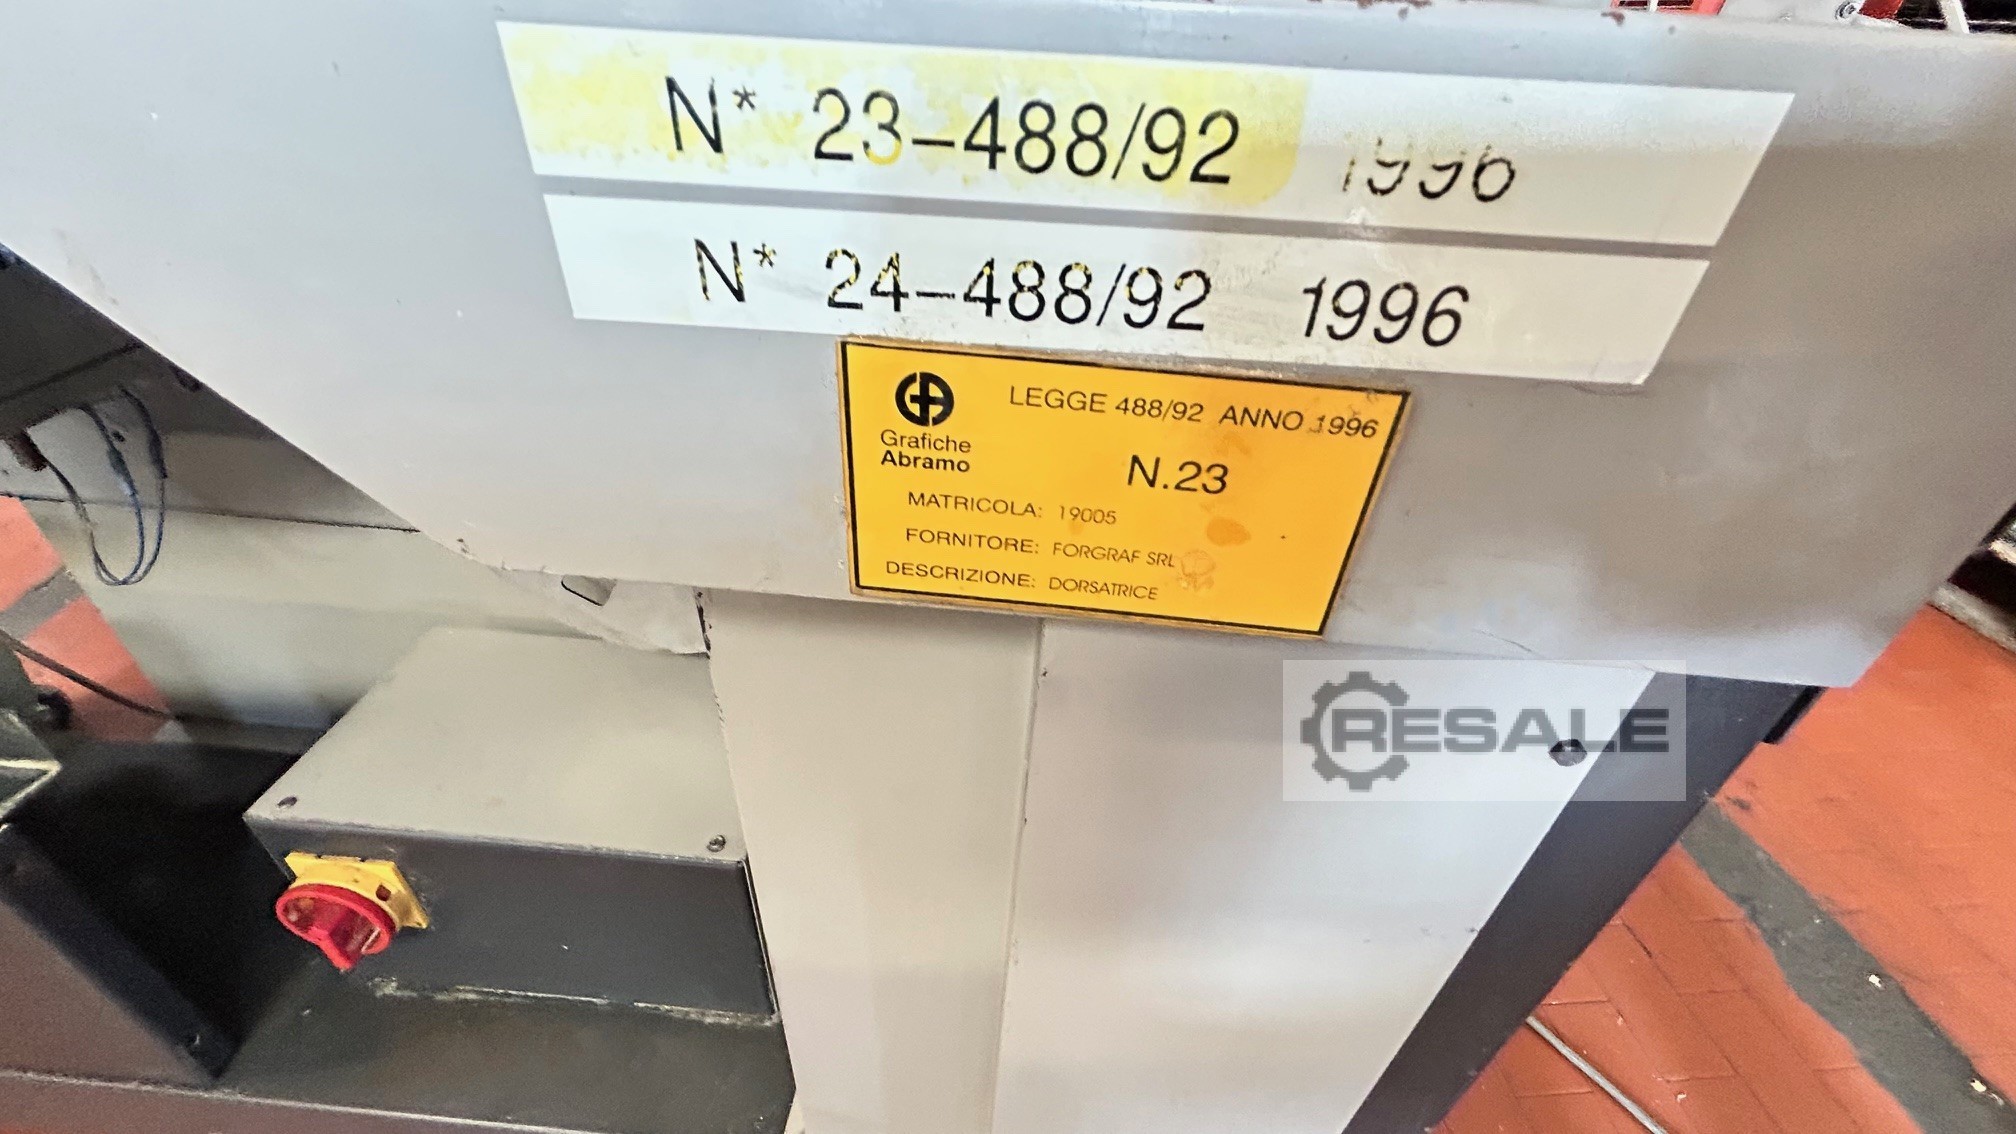 N* 23-488/92 1996
N* 24-488/92 1996
LEGGE 488/92 ANNO 1996
Grafiche
Abramo
N.23
MATRICOLA: 19005
FORNITORE: FORGRAF SRL
DESCRIZIONE: DORSATRICE
RESALE